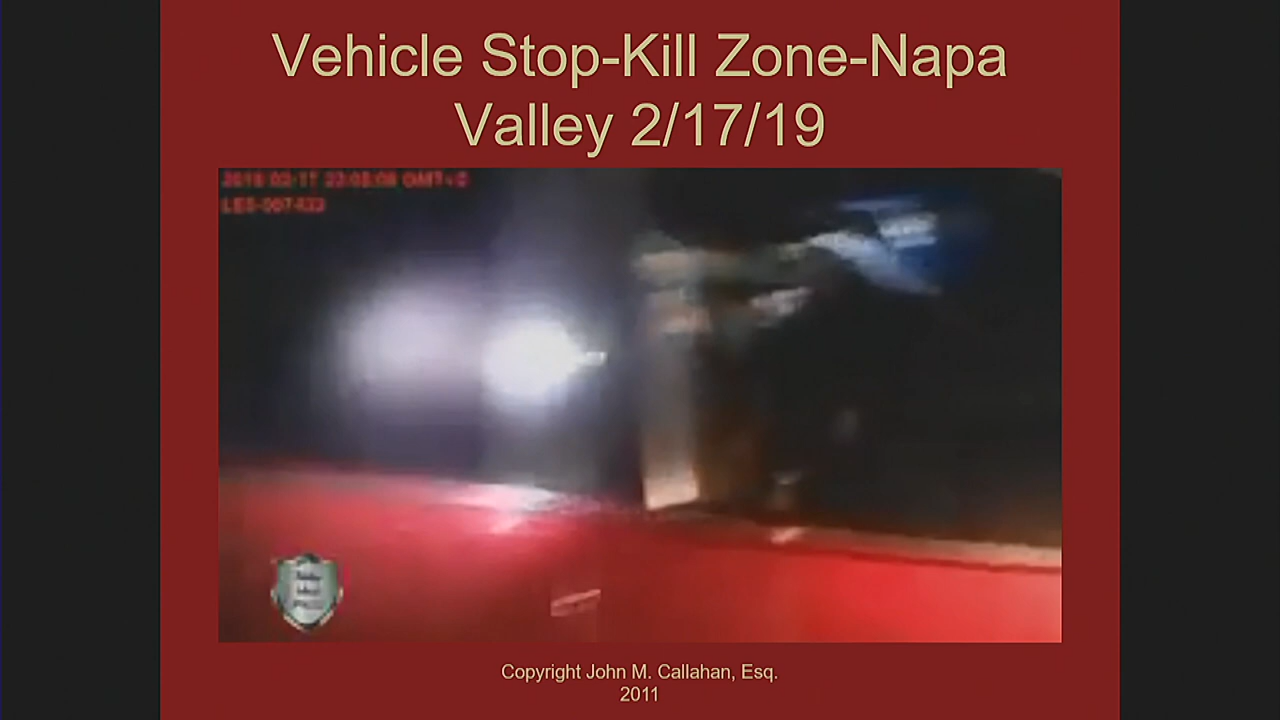 Vehicle Stop-Kill Zone-Napa
Valley 2/17/19
Copyright John M. Callahan, Esq.
2011